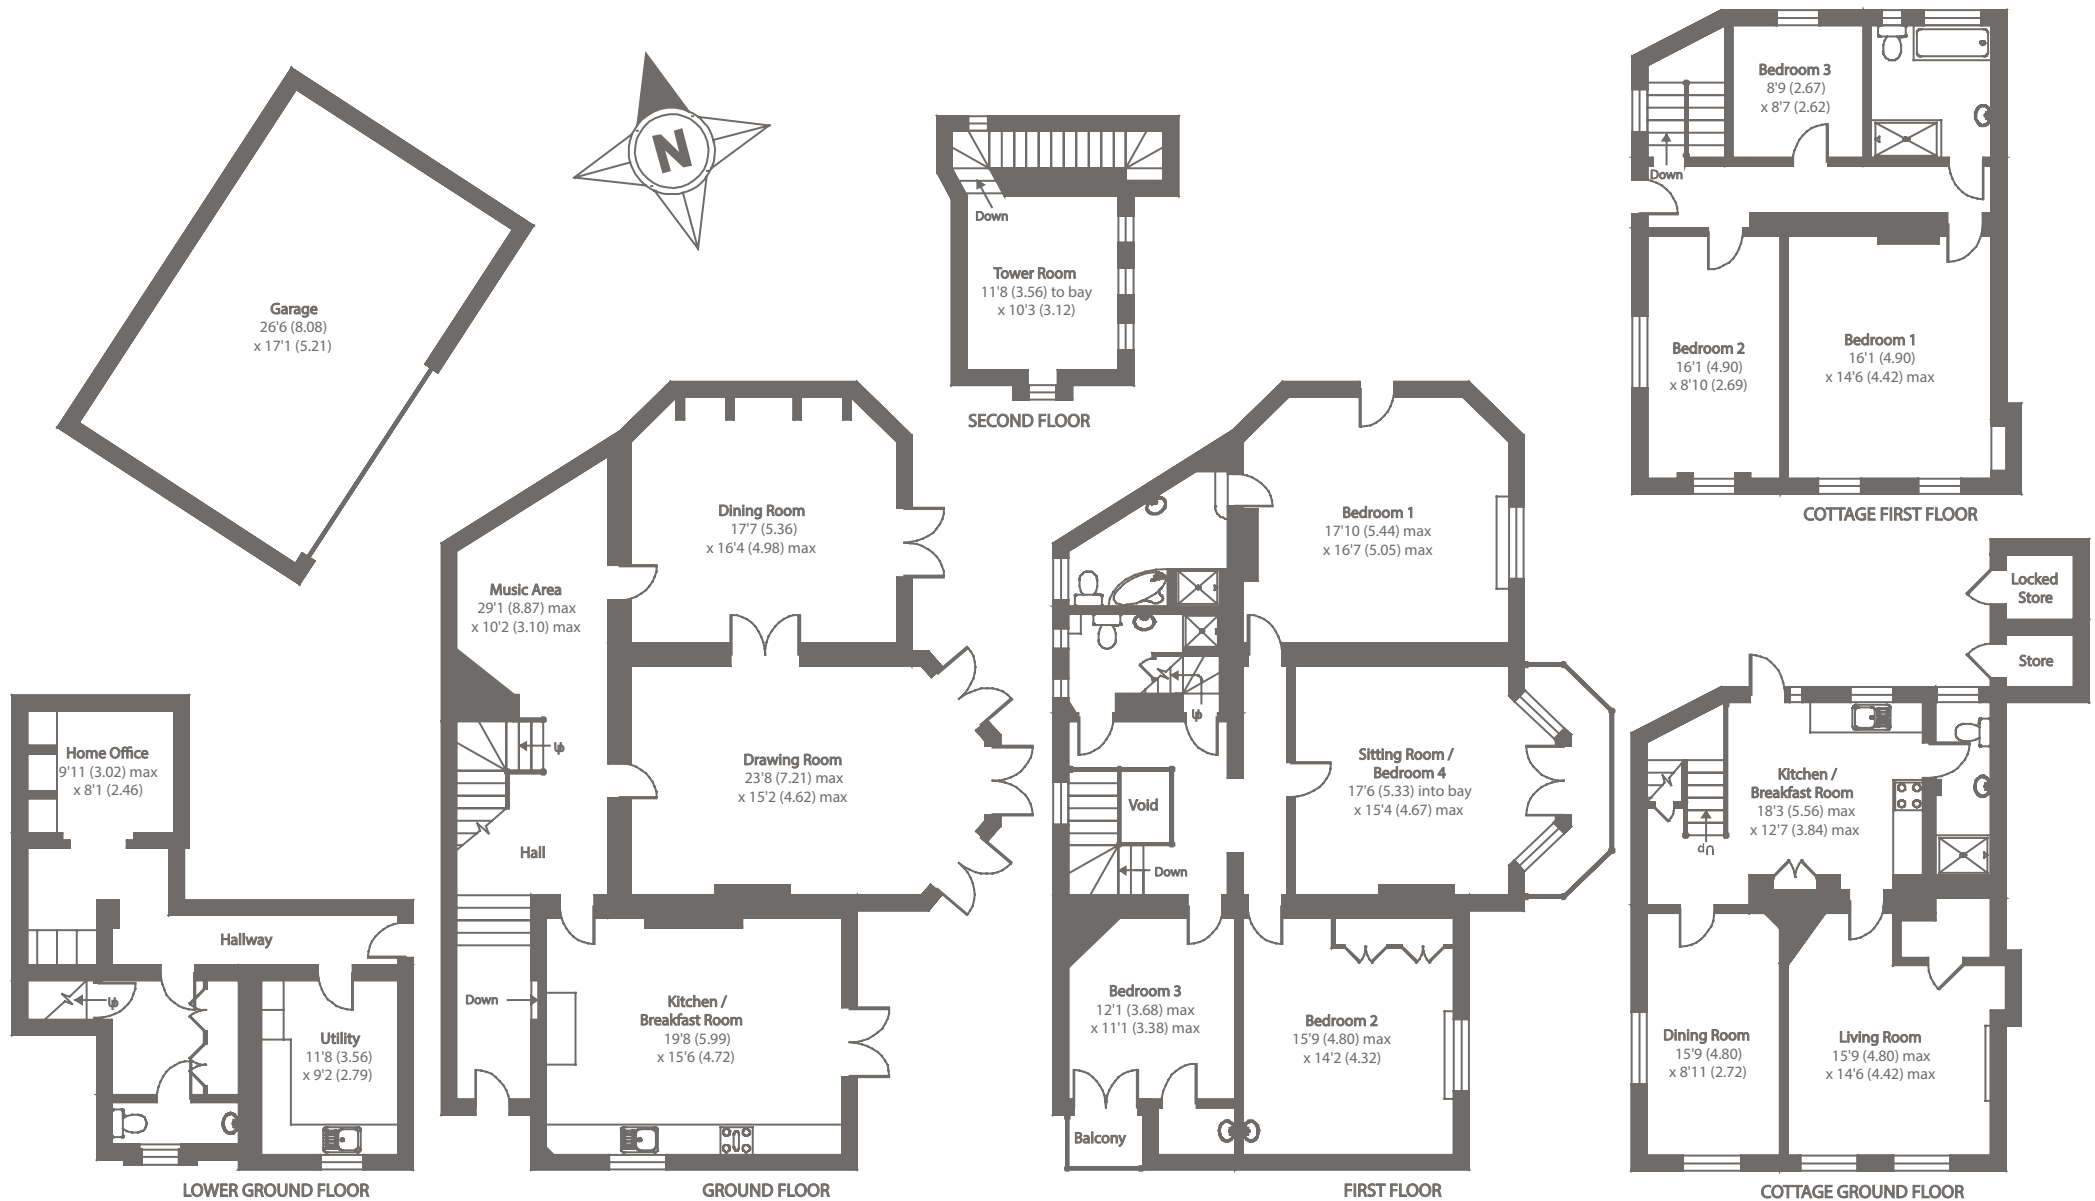 N
Garage
26'6 (8.08)
x 17'1 (5.21)
Down
Tower Room
11'8 (3.56) to bay
x 10'3 (3.12)
SECOND FLOOR
Bedroom 3
8'9 (2.67)
x 8'7 (2.62)
Down
Bedroom 2
16'1 (4.90)
x 8'10 (2.69)
Bedroom 1
16'1 (4.90)
x 14'6 (4.42) max
COTTAGE FIRST FLOOR
Home Office
9'11 (3.02) max
x 8'1 (2.46)
Hallway
Up
Utility
11'8 (3.56)
x 9'2 (2.79)
LOWER GROUND FLOOR
Dining Room
17'7 (5.36)
x 16'4 (4.98) max
Music Area
29'1 (8.87) max
x 10'2 (3.10) max
Up
Drawing Room
23'8 (7.21) max
x 15'2 (4.62) max
Hall
Down
Kitchen /
Breakfast Room
19'8 (5.99)
x 15'6 (4.72)
GROUND FLOOR
Bedroom 1
17'10 (5.44) max
x 16'7 (5.05) max
Up
Sitting Room /
Bedroom 4
17'6 (5.33) into bay
x 15'4 (4.67) max
Void
Down
Bedroom 3
12'1 (3.68) max
x 11'1 (3.38) max
Bedroom 2
15'9 (4.80) max
x 14'2 (4.32)
Balcony
FIRST FLOOR
Locked
Store
Store
Kitchen /
Breakfast Room
18'3 (5.56) max
x 12'7 (3.84) max
Up
Dining Room
15'9 (4.80)
x 8'11 (2.72)
Living Room
15'9 (4.80) max
x 14'6 (4.42) max
COTTAGE GROUND FLOOR